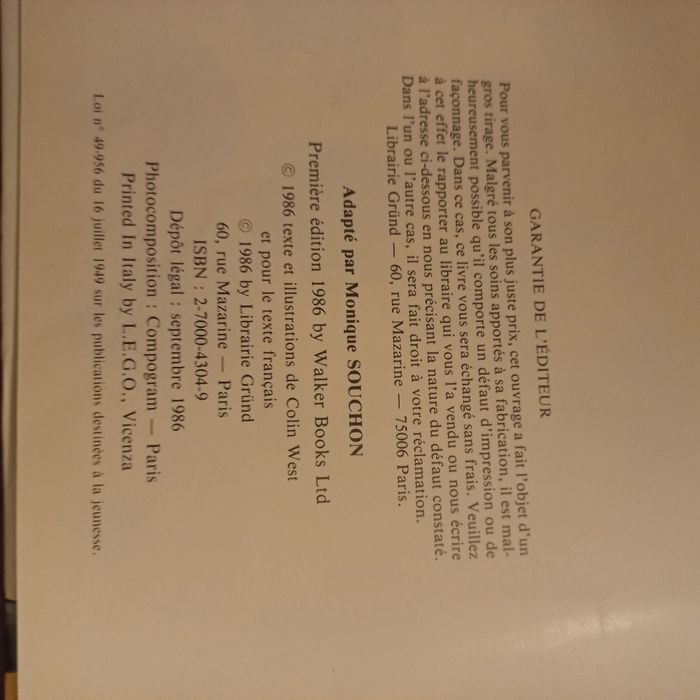 GARANTIE DE L'ÉDITEUR
Pour vous parvenir à son plus juste prix, cet ouvrage a fait l'objet d'un
gros tirage. Malgré tous les soins apportés à sa fabrication, il est mal-
heureusement possible qu'il comporte un défaut d'impression ou de
façonnage. Dans ce cas, ce livre vous sera échangé sans frais. Veuillez
à cet effet le rapporter au libraire qui vous l'a vendu ou nous écrire
à l'adresse ci-dessous en nous précisant la nature du défaut constaté.
Dans l'un ou l'autre cas, il sera fait droit à votre réclamation.
Librairie Gründ — 60, rue Mazarine — 75006 Paris.
Adapté par Monique SOUCHON
Première édition 1986 by Walker Books Ltd
© 1986 texte et illustrations de Colin West
et pour le texte français
© 1986 by Librairie Gründ
60, rue Mazarine — Paris
ISBN : 2-7000-4304-9
Dépôt légal : septembre 1986
Photocomposition : Compogram — Paris
Printed In Italy by L.E.G.O., Vicenza
Loi n° 49-956 du 16 juillet 1949 sur les publications destinées à la jeunesse.